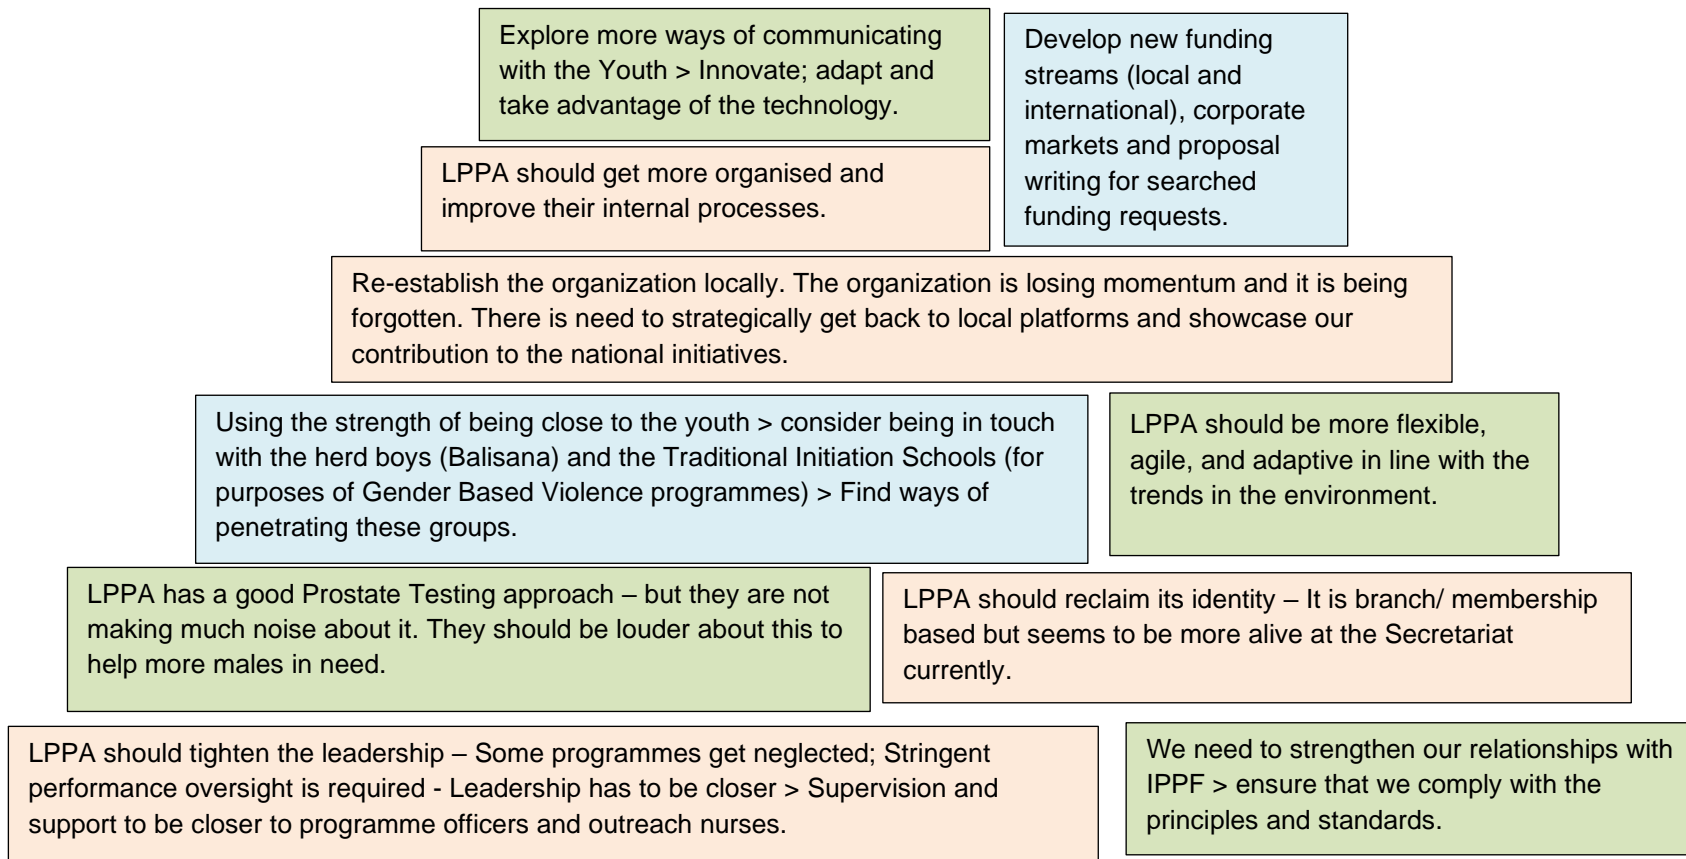 Explore more ways of communicating
with the Youth > Innovate; adapt and
take advantage of the technology.
Develop new funding
streams (local and
international), corporate
markets and proposal
writing for searched
funding requests.
LPPA should get more organised and
improve their internal processes.
Re-establish the organization locally. The organization is losing momentum and it is being
forgotten. There is need to strategically get back to local platforms and showcase our
contribution to the national initiatives.
Using the strength of being close to the youth > consider being in touch
with the herd boys (Balisana) and the Traditional Initiation Schools (for
purposes of Gender Based Violence programmes) > Find ways of
penetrating these groups.
LPPA should be more flexible,
agile, and adaptive in line with the
trends in the environment.
LPPA has a good Prostate Testing approach – but they are not
making much noise about it. They should be louder about this to
help more males in need.
LPPA should reclaim its identity – It is branch/ membership
based but seems to be more alive at the Secretariat
currently.
LPPA should tighten the leadership – Some programmes get neglected; Stringent
performance oversight is required - Leadership has to be closer > Supervision and
support to be closer to programme officers and outreach nurses.
We need to strengthen our relationships with
IPPF > ensure that we comply with the
principles and standards.